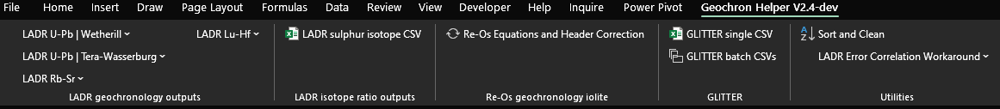 File Home Insert Draw Page Layout Formulas Data Review View Developer Help Inquire Power Pivot Geochron Helper V2.4-dev
LADR U-Pb | Wetherill
LADR Lu-Hf
LADR U-Pb | Tera-Wasserburg
LADR Rb-Sr
LADR geochronology outputs
LADR sulphur isotope CSV
LADR isotope ratio outputs
Re-Os Equations and Header Correction
Re-Os geochronology iolite
GLITTER single CSV
GLITTER batch CSVs
GLITTER
Sort and Clean
LADR Error Correlation Workaround
Utilities